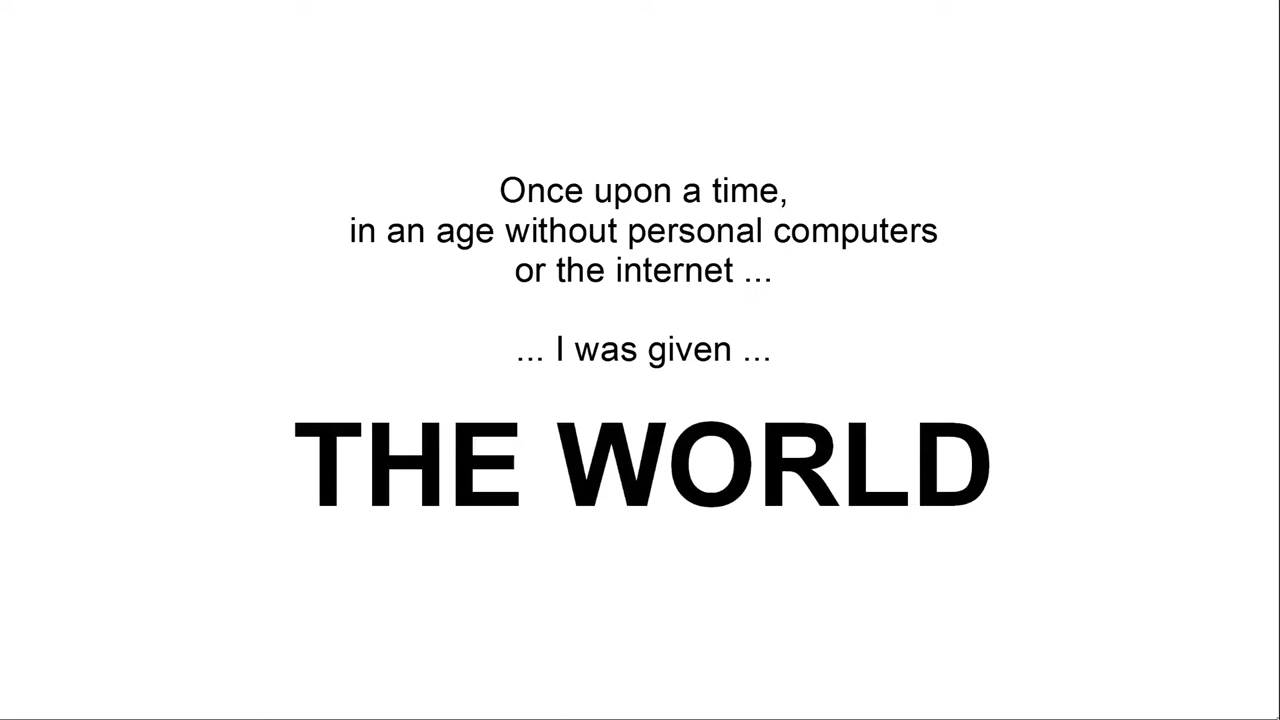 Once upon a time,
in an age without personal computers
or the internet ...
... I was given ...
THE WORLD